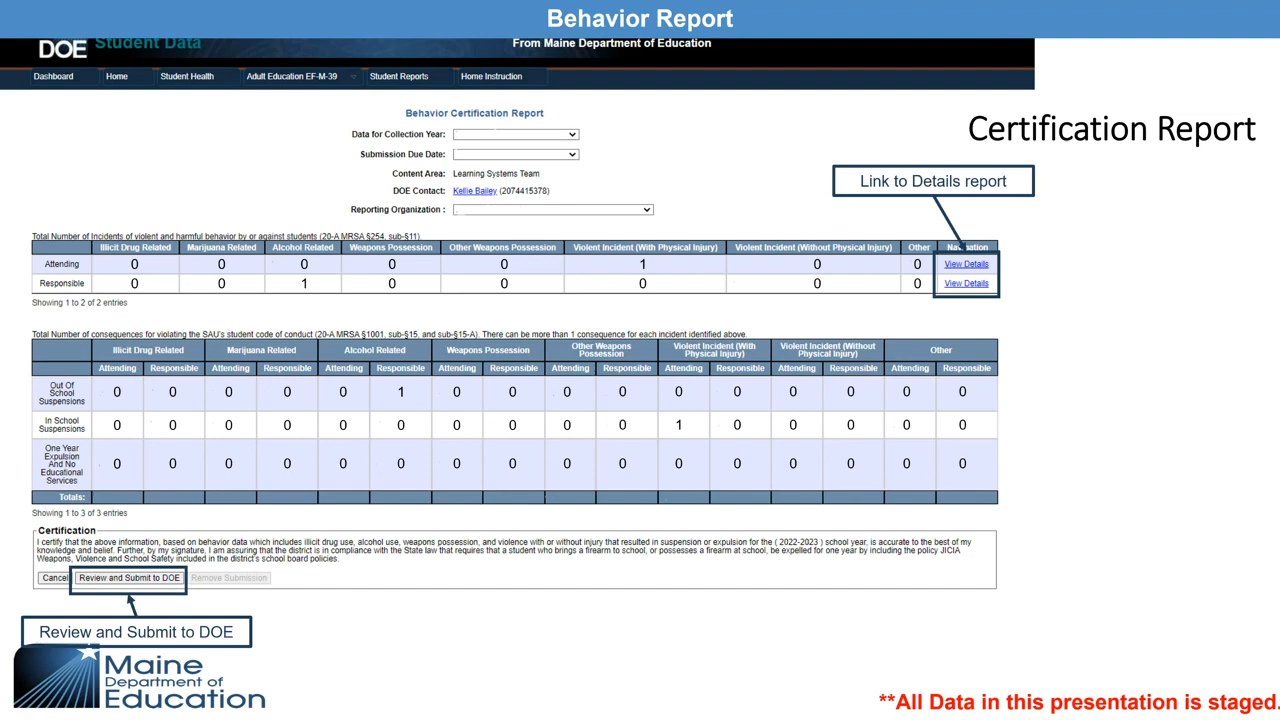 Behavior Report
DOE Student Data
From Maine Department of Education
Dashboard Home Student Health Adult Education EF-M-39 Student Reports Home Instruction
Certification Report
Behavior Certification Report
Data for Collection Year:
Submission Due Date:
Content Area: Learning Systems Team
DOE Contact: Kellie Bailey (2074415378)
Reporting Organization :
Link to Details report
Total Number of Incidents of violent and harmful behavior by or against students (20-A MRSA §254, sub-§11).
Illicit Drug Related Marijuana Related Alcohol Related Weapons Possession Other Weapons Possession Violent Incident (With Physical Injury) Violent Incident (Without Physical Injury) Other Navigation
Attending 0 0 0 0 0 1 0 0 View Details
Responsible 0 0 1 0 0 0 0 0 View Details
Showing 1 to 2 of 2 entries
Total Number of consequences for violating the SAU's student code of conduct (20-A MRSA §1001, sub-§15, and sub-§15-A). There can be more than 1 consequence for each incident identified above.
Illicit Drug Related Marijuana Related Alcohol Related Weapons Possession Other Weapons Possession Violent Incident (With Physical Injury) Violent Incident (Without Physical Injury) Other
Attending Responsible Attending Responsible Attending Responsible Attending Responsible Attending Responsible Attending Responsible Attending Responsible Attending Responsible
Out Of School Suspensions 0 0 0 0 0 1 0 0 0 0 0 0 0 0 0 0
In School Suspensions 0 0 0 0 0 0 0 0 0 0 1 0 0 0 0 0
One Year Expulsion And No Educational Services 0 0 0 0 0 0 0 0 0 0 0 0 0 0 0 0
Totals:
Showing 1 to 3 of 3 entries
Certification
I certify that the above information, based on behavior data which includes illicit drug use, alcohol use, weapons possession, and violence with or without injury that resulted in suspension or expulsion for the ( 2022-2023 ) school year, is accurate to the best of my
knowledge and belief. Further, by my signature, I am assuring that the district is in compliance with the State law that requires that a student who brings a firearm to school, or possesses a firearm at school, be expelled for one year by including the policy JICIA
Weapons, Violence and School Safety included in the district's school board policies.
Cancel Review and Submit to DOE Remove Submission
Review and Submit to DOE
Maine
Department of
Education
**All Data in this presentation is staged.